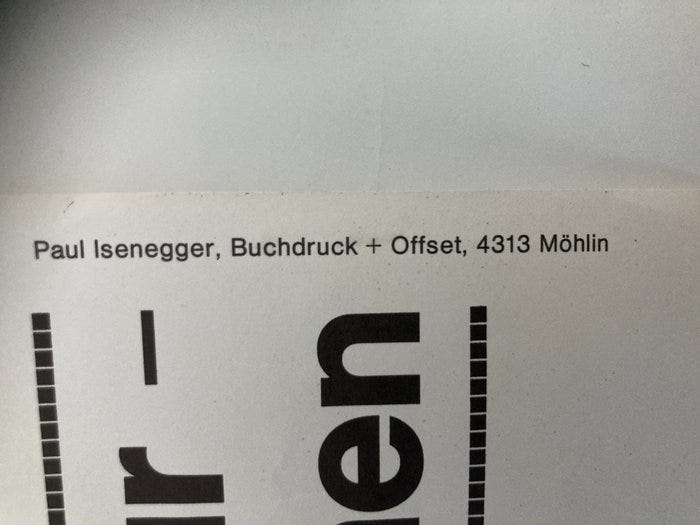 Paul Isenegger, Buchdruck + Offset, 4313 Möhlin